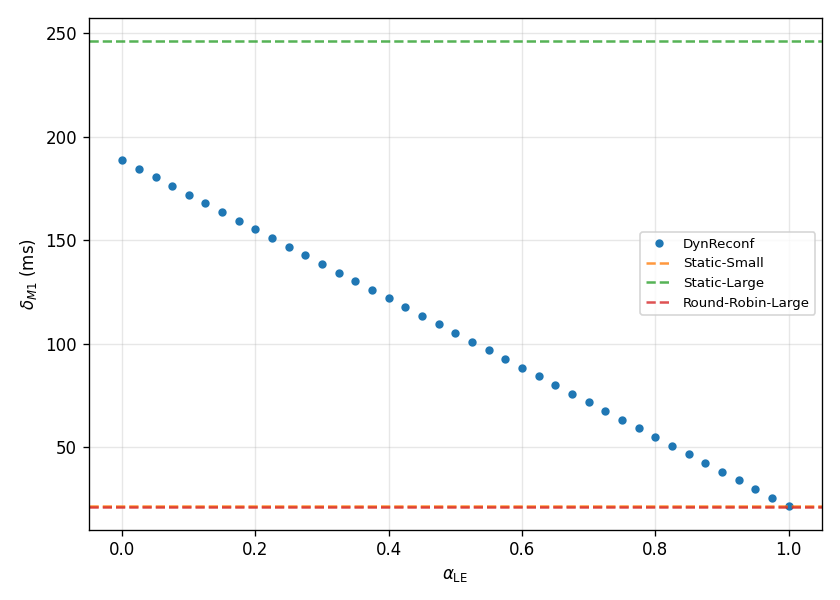 250
200
150
100
50
δ_M1 (ms)
DynReconf
Static-Small
Static-Large
Round-Robin-Large
0.0 0.2 0.4 0.6 0.8 1.0
α_LE